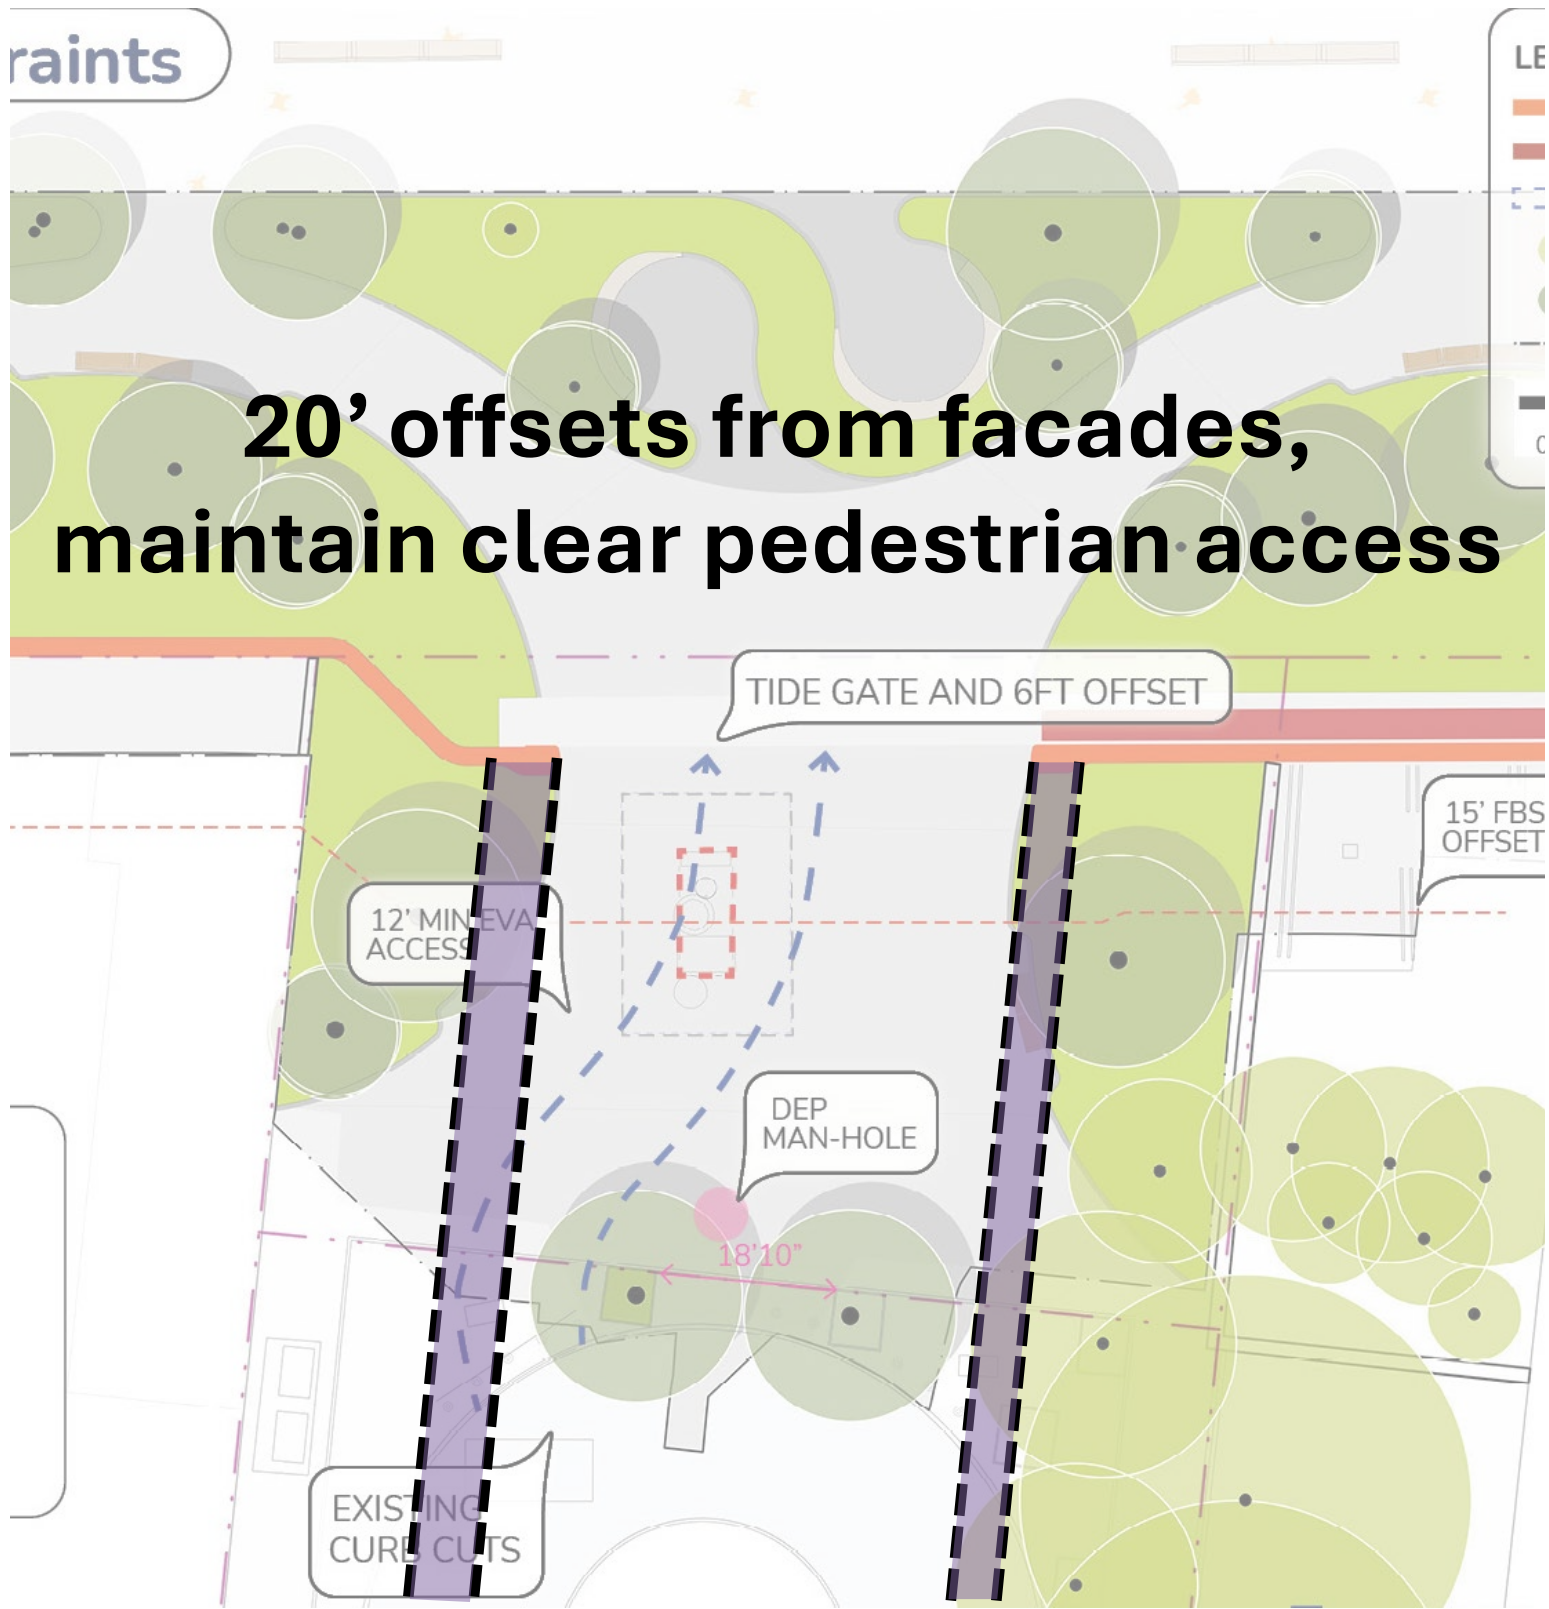 raints
LE
20’ offsets from facades,
maintain clear pedestrian access
TIDE GATE AND 6FT OFFSET
15’ FBS
OFFSET
12’ MIN EVA
ACCESS
DEP
MAN-HOLE
18'10"
EXISTING
CURB CUTS